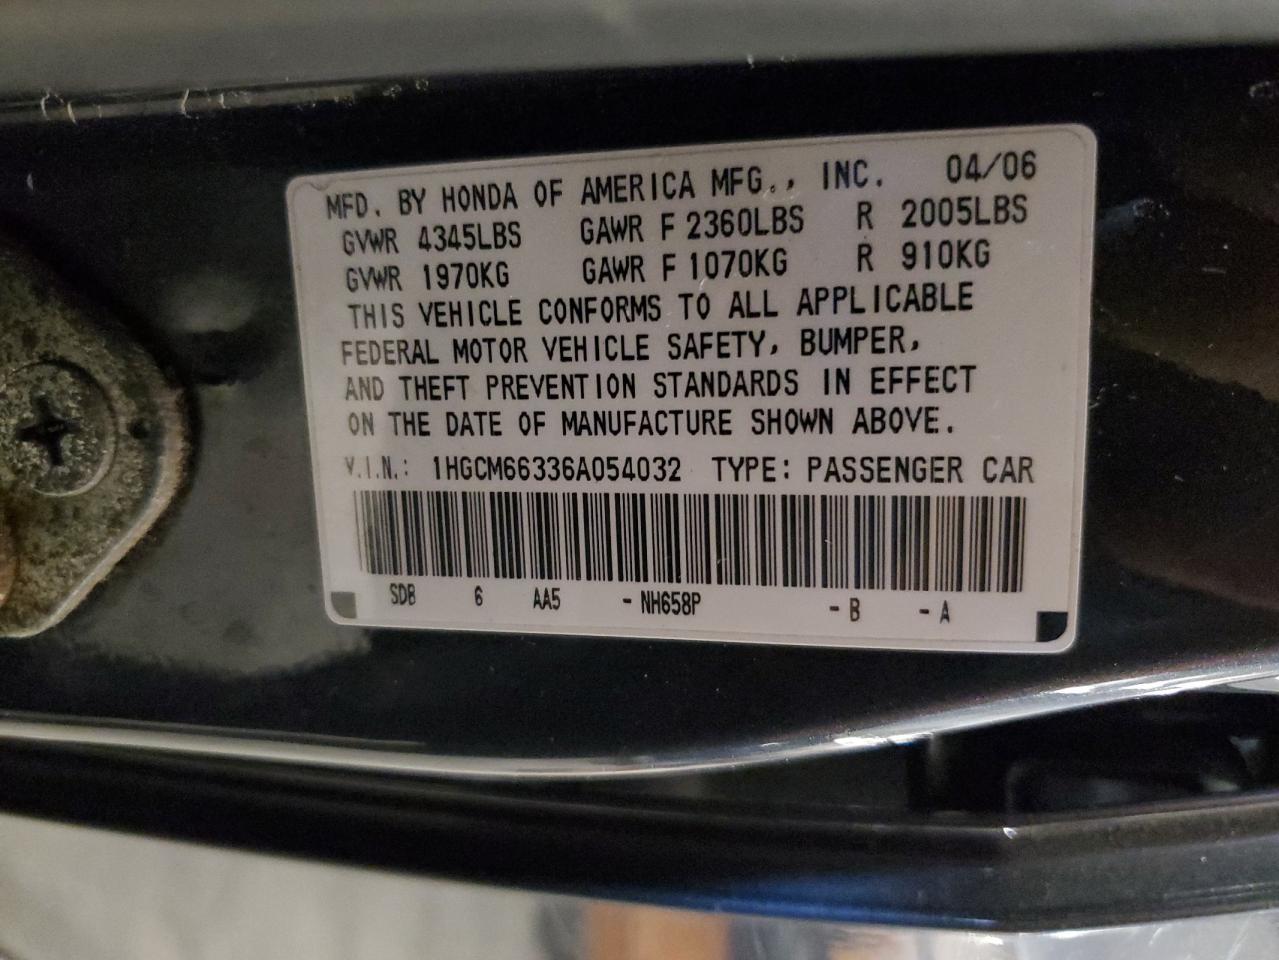 MFD. BY HONDA OF AMERICA MFG., INC. 04/06
GVWR 4345LBS GAWR F 2360LBS R 2005LBS
GVWR 1970KG GAWR F 1070KG R 910KG
THIS VEHICLE CONFORMS TO ALL APPLICABLE
FEDERAL MOTOR VEHICLE SAFETY, BUMPER,
AND THEFT PREVENTION STANDARDS IN EFFECT
ON THE DATE OF MANUFACTURE SHOWN ABOVE.
V.I.N.: 1HGCM66336A054032 TYPE: PASSENGER CAR
SDB 6 AA5 - NH658P - B - A